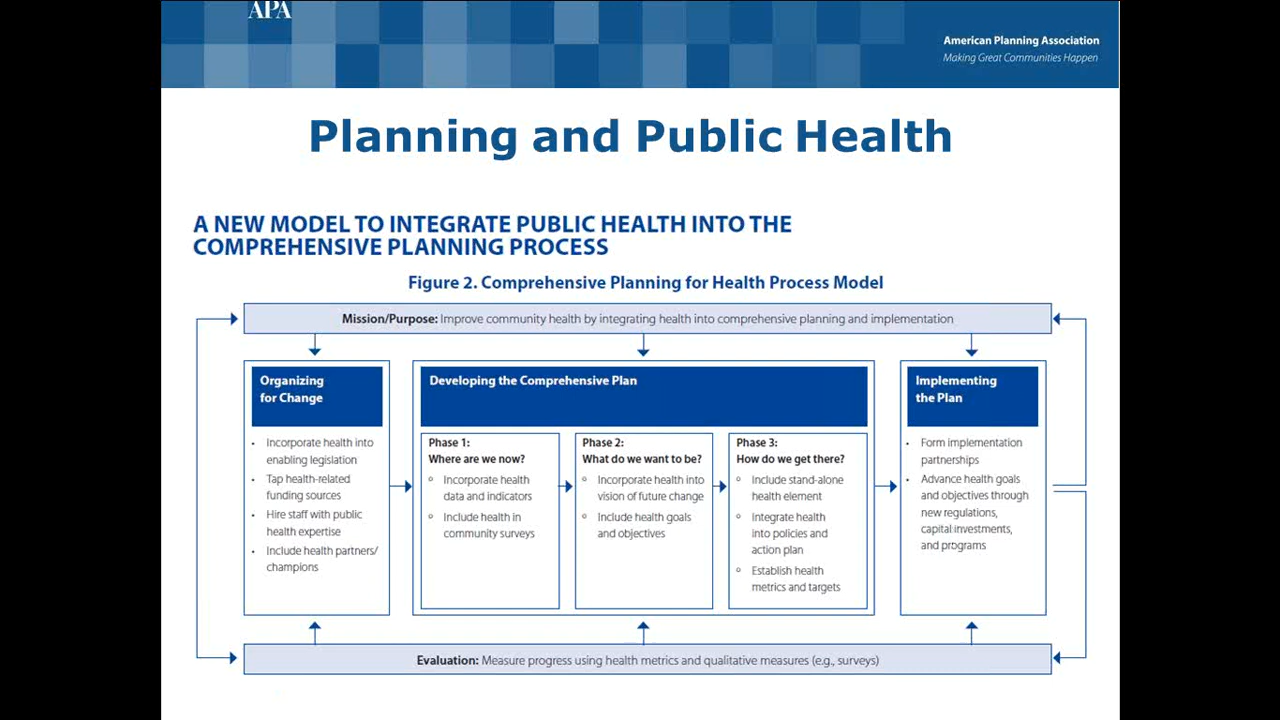 APA
American Planning Association
Making Great Communities Happen
Planning and Public Health
A NEW MODEL TO INTEGRATE PUBLIC HEALTH INTO THE
COMPREHENSIVE PLANNING PROCESS
Figure 2. Comprehensive Planning for Health Process Model
Mission/Purpose: Improve community health by integrating health into comprehensive planning and implementation
Organizing
for Change
• Incorporate health into
enabling legislation
• Tap health-related
funding sources
• Hire staff with public
health expertise
• Include health partners/
champions
Developing the Comprehensive Plan
Phase 1:
Where are we now?
° Incorporate health
data and indicators
° Include health in
community surveys
Phase 2:
What do we want to be?
° Incorporate health into
vision of future change
° Include health goals
and objectives
Phase 3:
How do we get there?
° Include stand-alone
health element
° Integrate health
into policies and
action plan
° Establish health
metrics and targets
Implementing
the Plan
• Form implementation
partnerships
• Advance health goals
and objectives through
new regulations,
capital investments,
and programs
Evaluation: Measure progress using health metrics and qualitative measures (e.g., surveys)